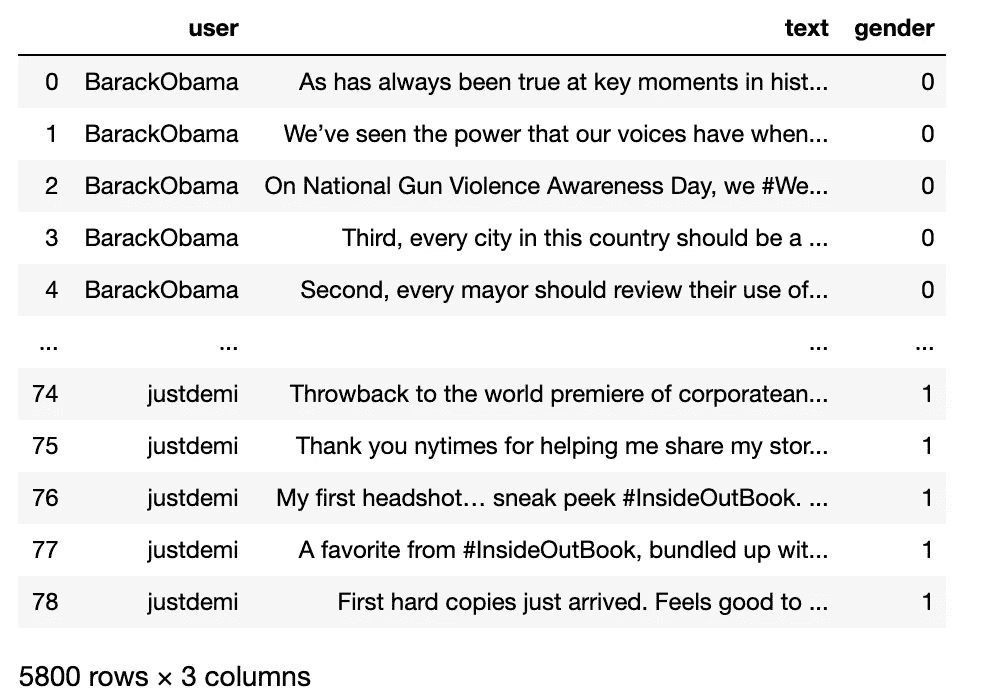 user text gender
0 BarackObama As has always been true at key moments in hist... 0
1 BarackObama We’ve seen the power that our voices have when... 0
2 BarackObama On National Gun Violence Awareness Day, we #We... 0
3 BarackObama Third, every city in this country should be a ... 0
4 BarackObama Second, every mayor should review their use of... 0
... ... ... ...
74 justdemi Throwback to the world premiere of corporatean... 1
75 justdemi Thank you nytimes for helping me share my stor... 1
76 justdemi My first headshot… sneak peek #InsideOutBook. ... 1
77 justdemi A favorite from #InsideOutBook, bundled up wit... 1
78 justdemi First hard copies just arrived. Feels good to ... 1
5800 rows × 3 columns